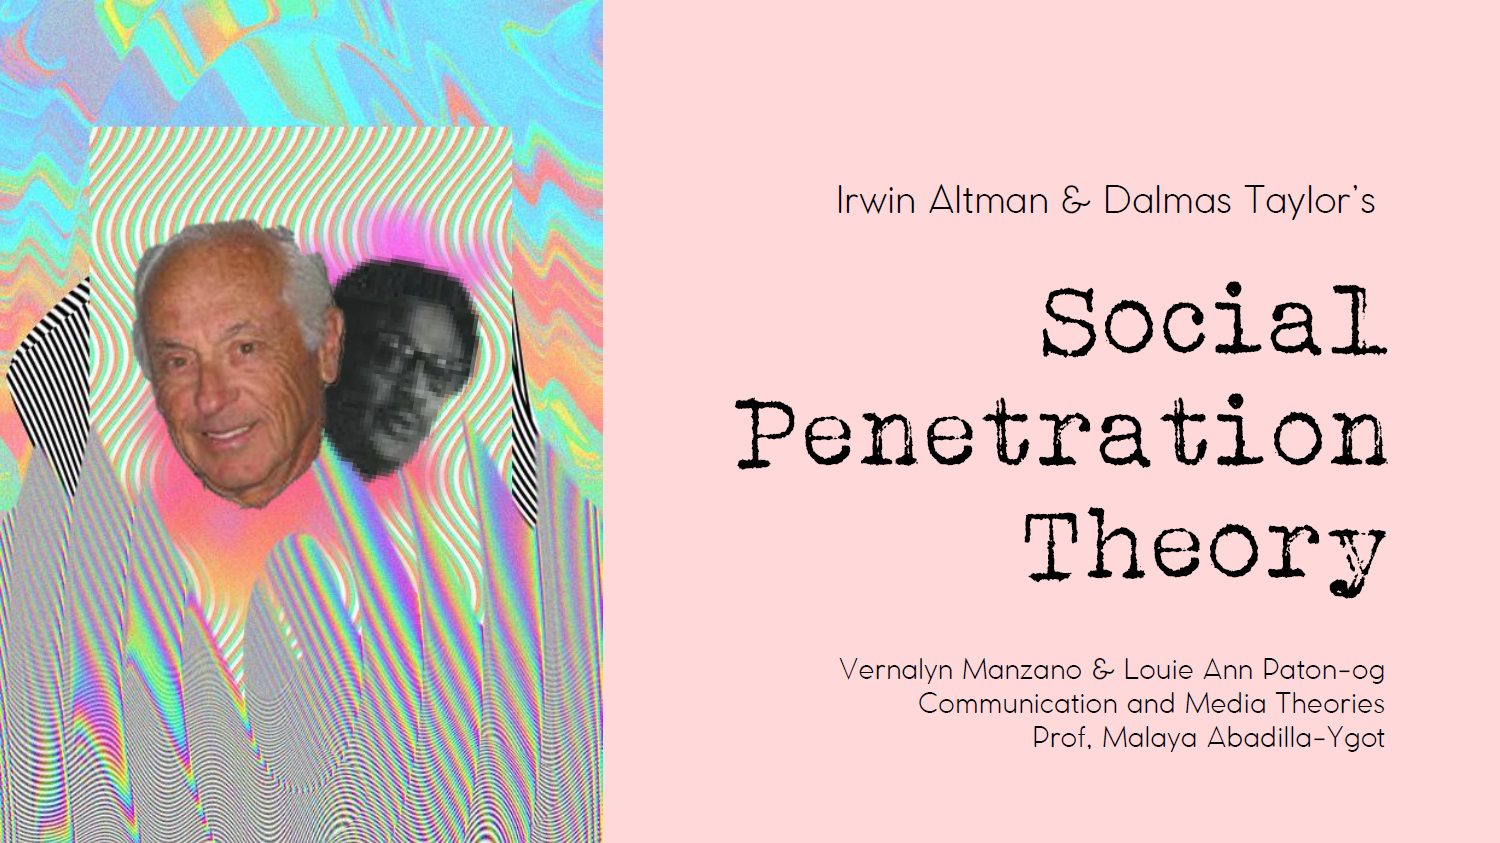 Irwin Altman & Dalmas Taylor's
Social
Penetration
Theory
Vernalyn Manzano & Louie Ann Paton-og
Communication and Media Theories
Prof, Malaya Abadilla-Ygot